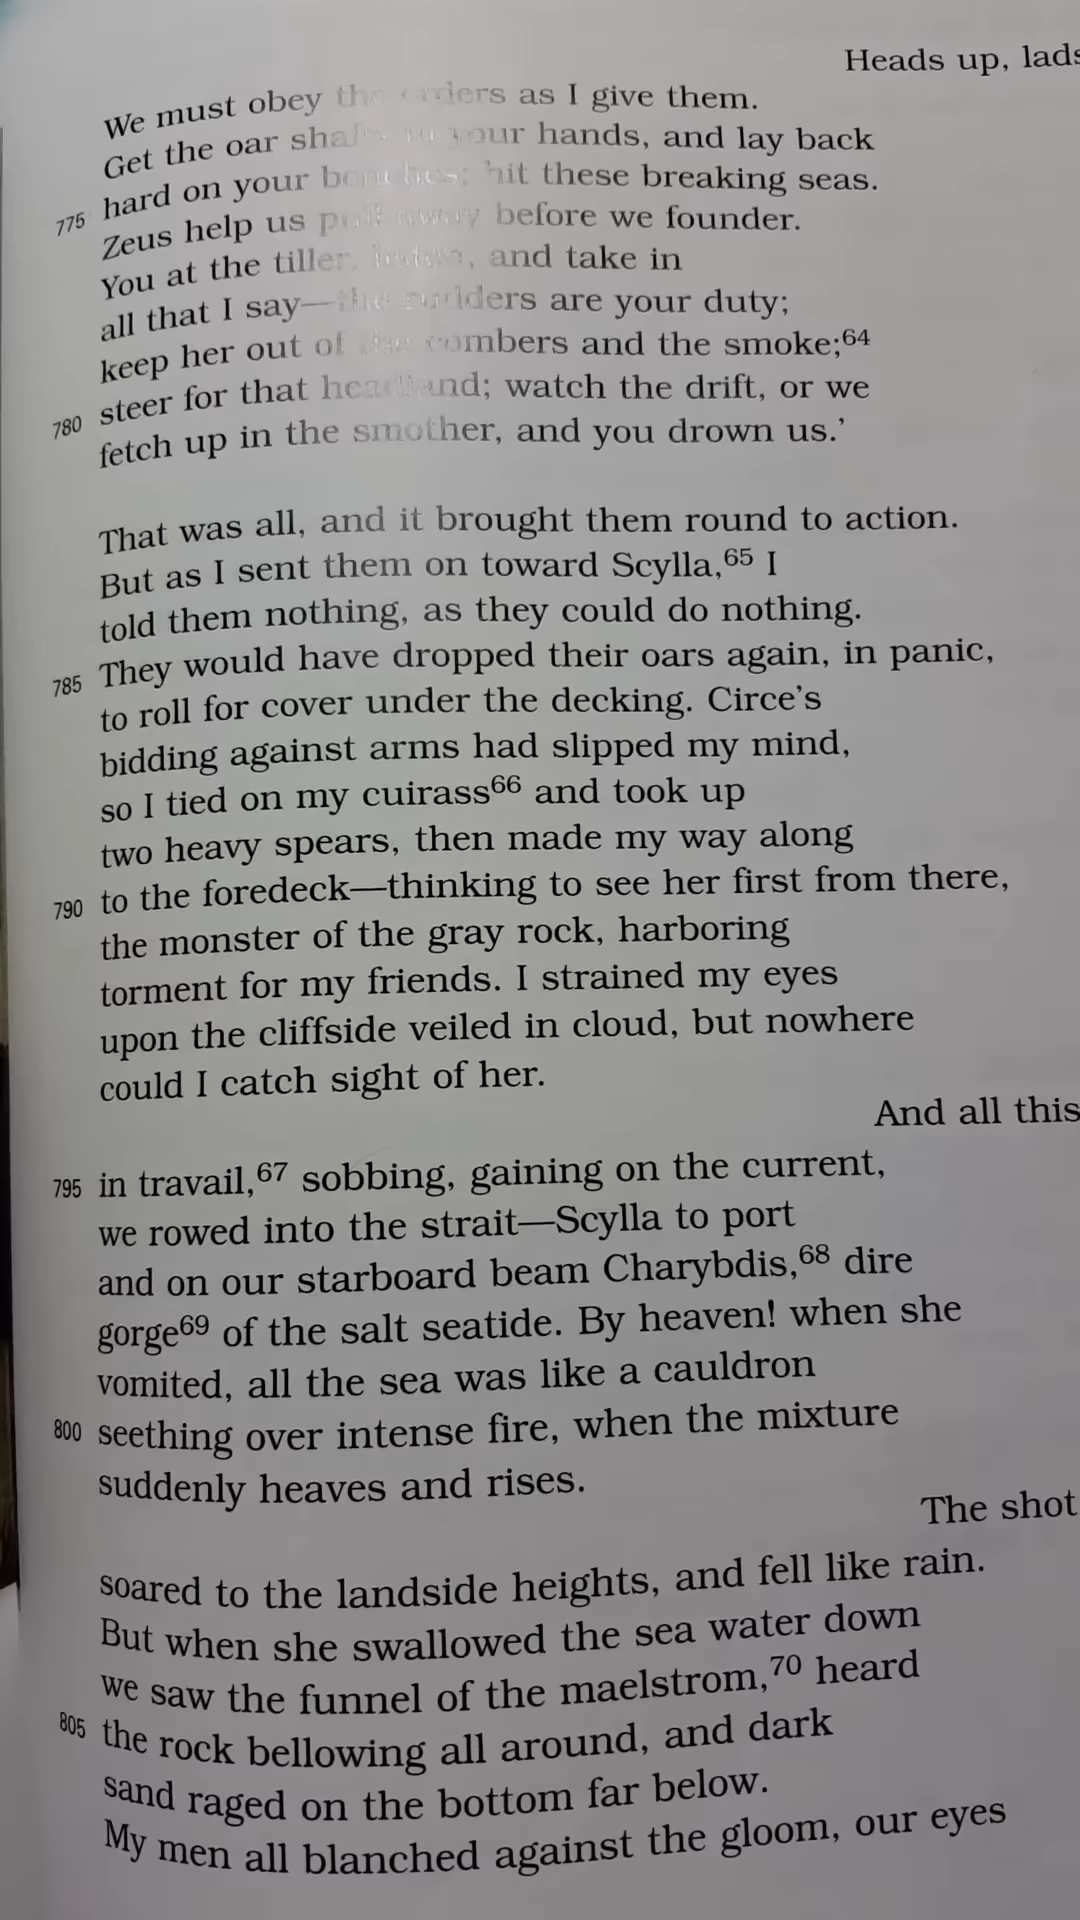 Heads up, lads
We must obey the orders as I give them.
Get the oar shafts in your hands, and lay back
hard on your benches; hit these breaking seas.
775
Zeus help us pull away before we founder.
You at the tiller, listen, and take in
all that I say—the rudders are your duty;
keep her out of the combers and the smoke;64
steer for that headland; watch the drift, or we
780
fetch up in the smother, and you drown us.’
That was all, and it brought them round to action.
But as I sent them on toward Scylla,65 I
told them nothing, as they could do nothing.
They would have dropped their oars again, in panic,
785
to roll for cover under the decking. Circe’s
bidding against arms had slipped my mind,
so I tied on my cuirass66 and took up
two heavy spears, then made my way along
790 to the foredeck—thinking to see her first from there,
the monster of the gray rock, harboring
torment for my friends. I strained my eyes
upon the cliffside veiled in cloud, but nowhere
could I catch sight of her.
And all this
795 in travail,67 sobbing, gaining on the current,
we rowed into the strait—Scylla to port
and on our starboard beam Charybdis,68 dire
gorge69 of the salt seatide. By heaven! when she
vomited, all the sea was like a cauldron
800 seething over intense fire, when the mixture
suddenly heaves and rises.
The shot
soared to the landside heights, and fell like rain.
But when she swallowed the sea water down
we saw the funnel of the maelstrom,70 heard
805 the rock bellowing all around, and dark
sand raged on the bottom far below.
My men all blanched against the gloom, our eyes